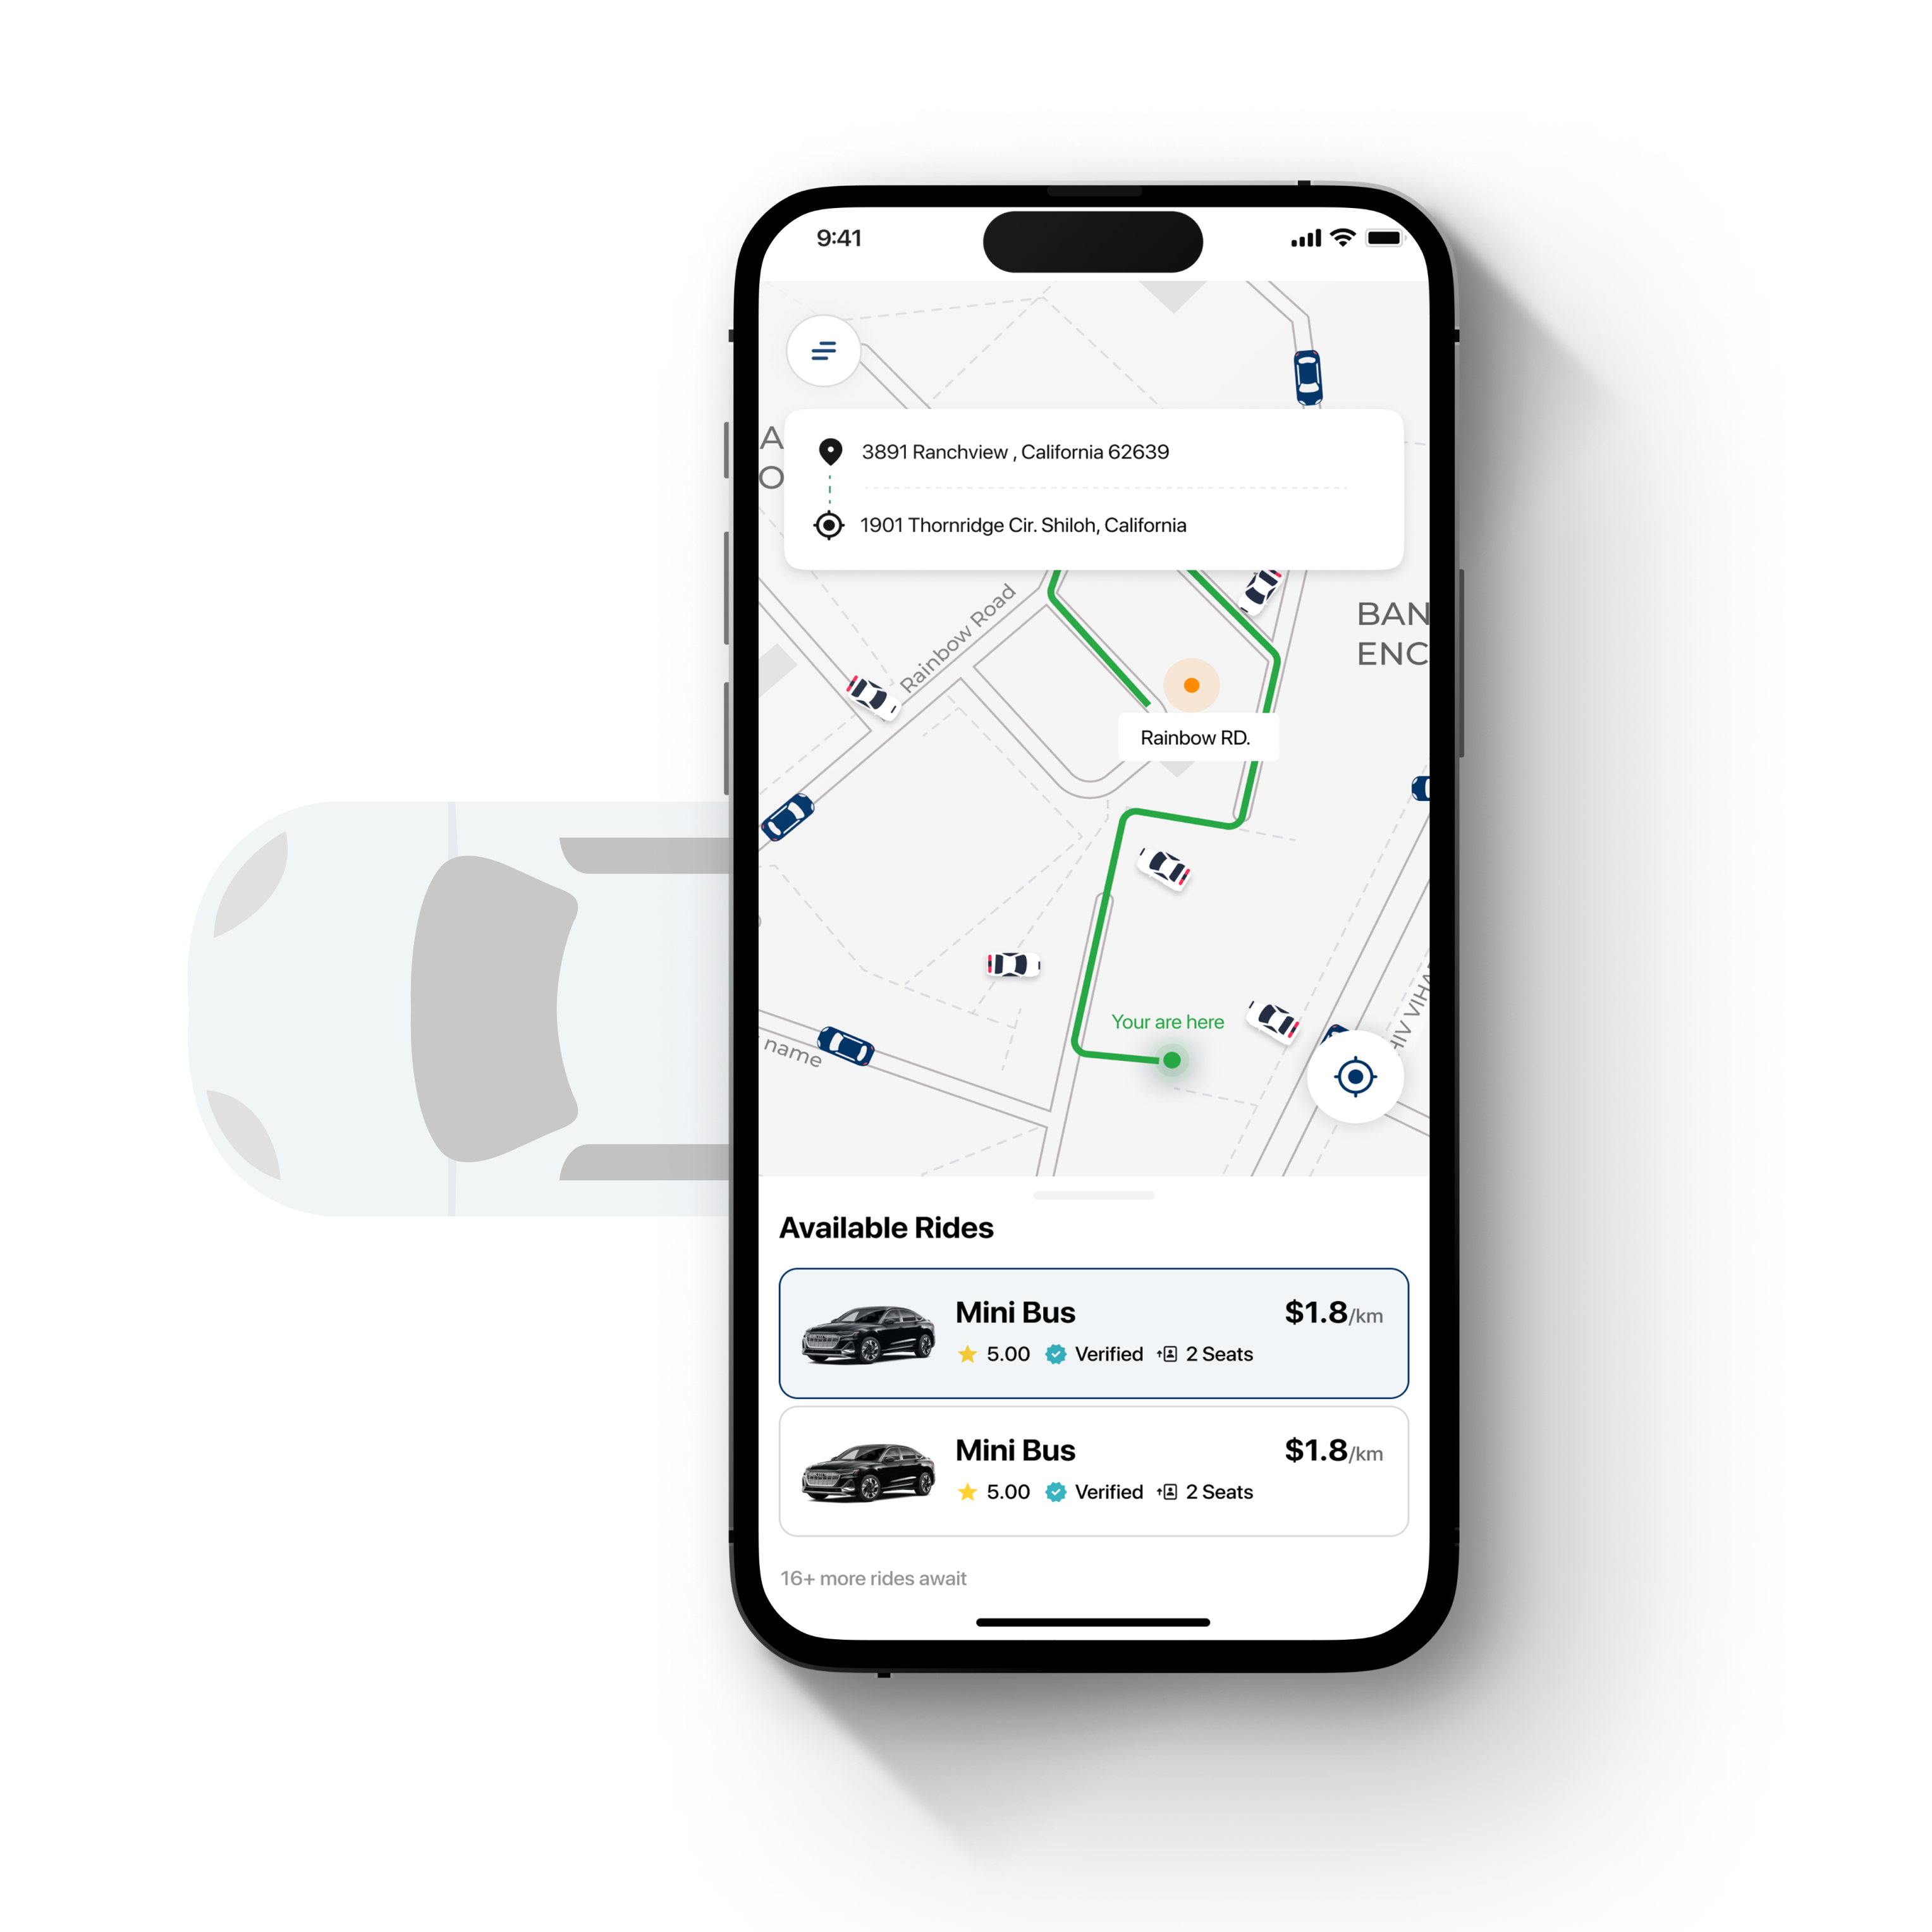 9:41
A
O
3891 Ranchview , California 62639
1901 Thornridge Cir. Shiloh, California
Rainbow Road
BAN
ENC
Rainbow RD.
Your are here
HIV VIHA
name
Available Rides
Mini Bus
$1.8/km
5.00
Verified
2 Seats
Mini Bus
$1.8/km
5.00
Verified
2 Seats
16+ more rides await